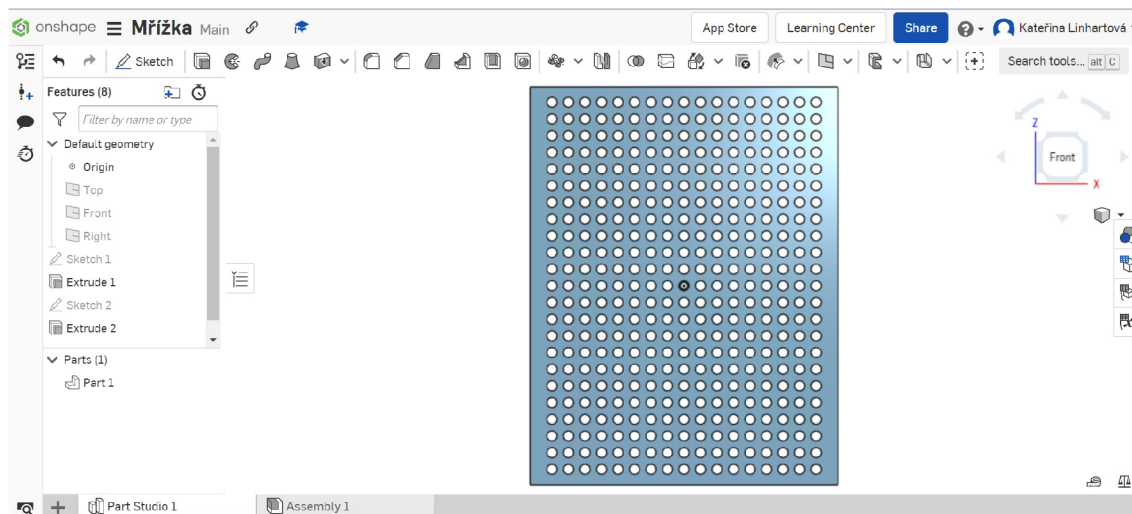 onshape Mřížka Main App Store Learning Center Share Kateřina Linhartová
Sketch Search tools... alt C
Features (8)
Filter by name or type
Default geometry
Origin
Top
Front
Right
Sketch 1
Extrude 1
Sketch 2
Extrude 2
Parts (1)
Part 1
Z
Front
X
Part Studio 1 Assembly 1